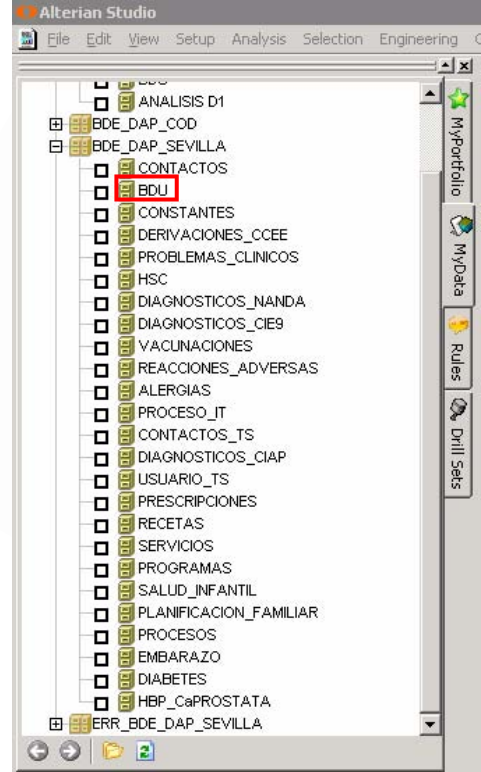 Alterian Studio
File Edit View Setup Analysis Selection Engineering
ANALISIS D1
BDE_DAP_COD
BDE_DAP_SEVILLA
CONTACTOS
BDU
CONSTANTES
DERIVACIONES_CCEE
PROBLEMAS_CLINICOS
HSC
DIAGNOSTICOS_NANDA
DIAGNOSTICOS_CIE9
VACUNACIONES
REACCIONES_ADVERSAS
ALERGIAS
PROCESO_IT
CONTACTOS_TS
DIAGNOSTICOS_CIAP
USUARIO_TS
PRESCRIPCIONES
RECETAS
SERVICIOS
PROGRAMAS
SALUD_INFANTIL
PLANIFICACION_FAMILIAR
PROCESOS
EMBARAZO
DIABETES
HBP_CaPROSTATA
ERR_BDE_DAP_SEVILLA
MyPortfolio
MyData
Rules
Drill Sets